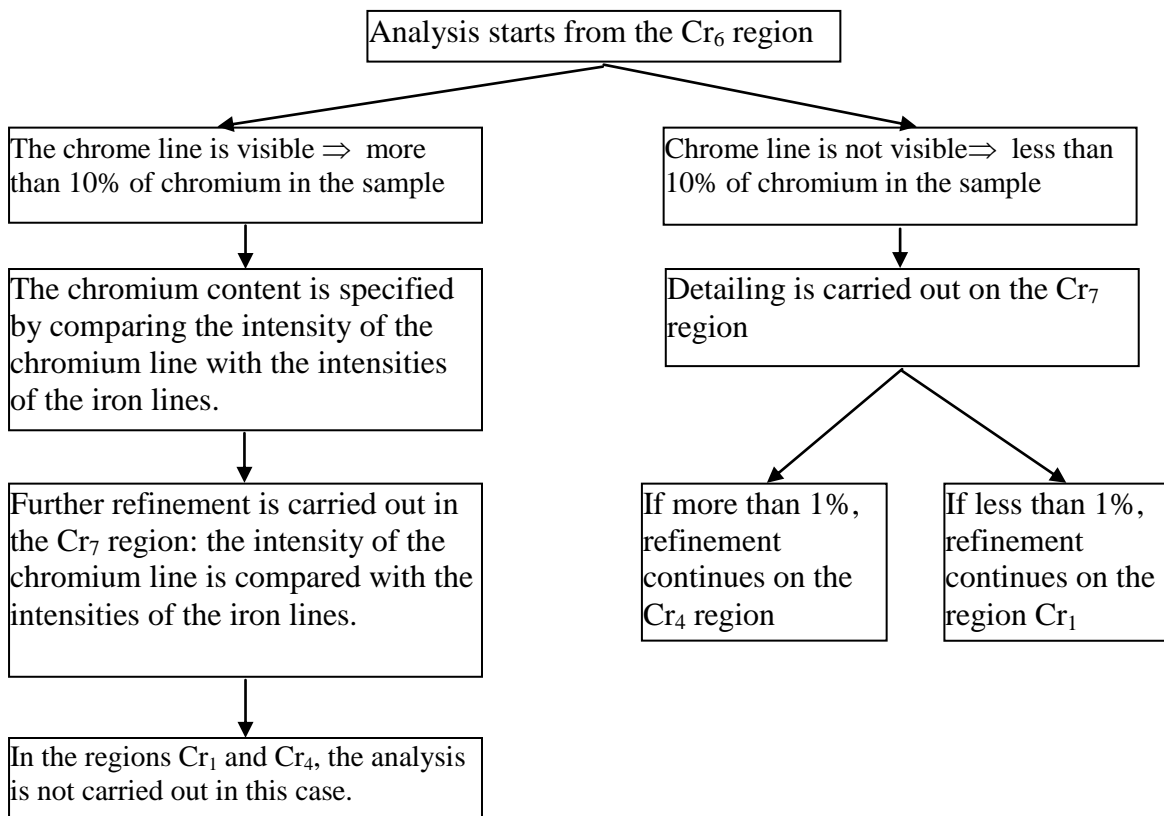 Analysis starts from the Cr₆ region
The chrome line is visible ⇒ more
than 10% of chromium in the sample
Chrome line is not visible⇒ less than
10% of chromium in the sample
The chromium content is specified
by comparing the intensity of the
chromium line with the intensities
of the iron lines.
Detailing is carried out on the Cr₇
region
Further refinement is carried out in
the Cr₇ region: the intensity of the
chromium line is compared with the
intensities of the iron lines.
If more than 1%,
refinement
continues on the
Cr₄ region
If less than 1%,
refinement
continues on the
region Cr₁
In the regions Cr₁ and Cr₄, the analysis
is not carried out in this case.